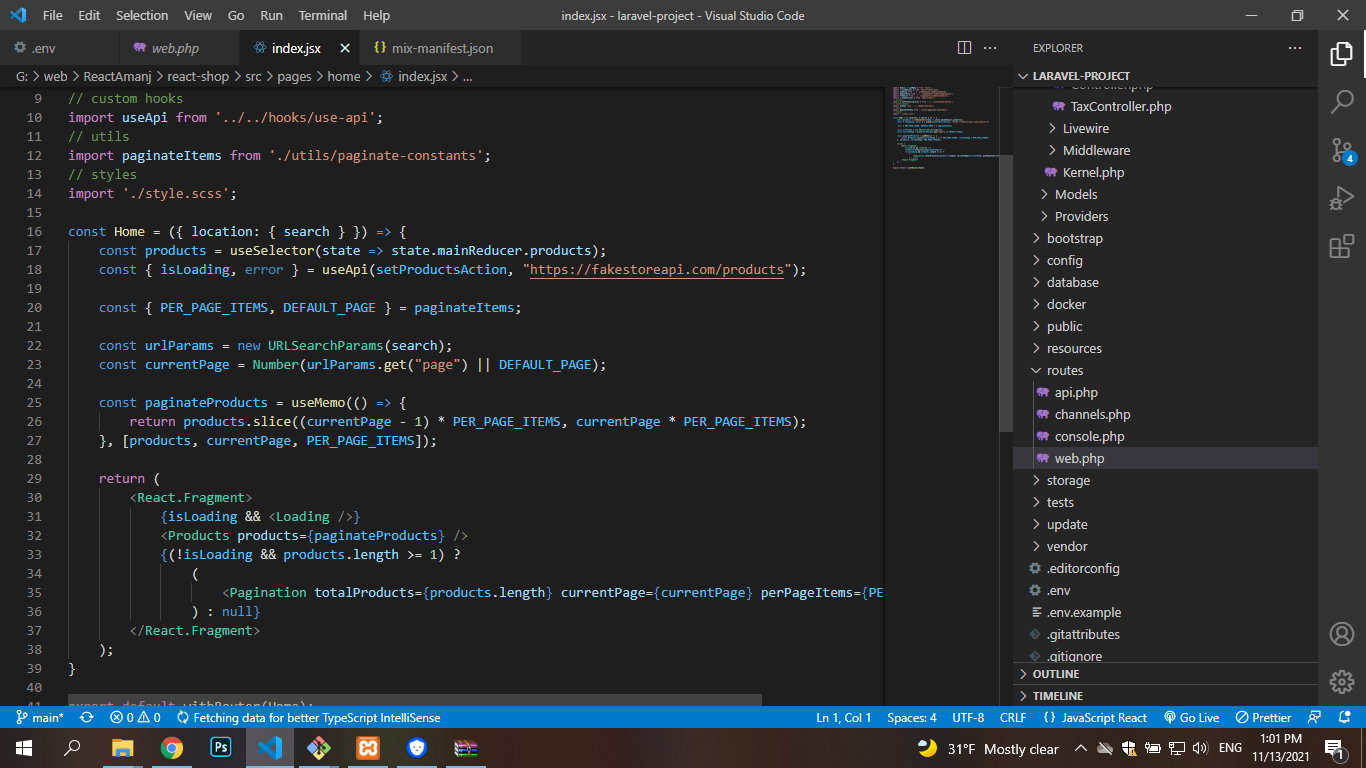 File Edit Selection View Go Run Terminal Help
index.jsx - laravel-project - Visual Studio Code
.env
web.php
index.jsx
mix-manifest.json
G: > web > ReactAmanj > react-shop > src > pages > home > index.jsx > ...
9 // custom hooks
10 import useApi from '../../hooks/use-api';
11 // utils
12 import paginateItems from './utils/paginate-constants';
13 // styles
14 import './style.scss';
15
16 const Home = ({ location: { search } }) => {
17 const products = useSelector(state => state.mainReducer.products);
18 const { isLoading, error } = useApi(setProductsAction, "https://fakestoreapi.com/products");
19
20 const { PER_PAGE_ITEMS, DEFAULT_PAGE } = paginateItems;
21
22 const urlParams = new URLSearchParams(search);
23 const currentPage = Number(urlParams.get("page") || DEFAULT_PAGE);
24
25 const paginateProducts = useMemo(() => {
26 return products.slice((currentPage - 1) * PER_PAGE_ITEMS, currentPage * PER_PAGE_ITEMS);
27 }, [products, currentPage, PER_PAGE_ITEMS]);
28
29 return (
30 <React.Fragment>
31 {isLoading && <Loading />}
32 <Products products={paginateProducts} />
33 {(!isLoading && products.length >= 1) ?
34 (
35 <Pagination totalProducts={products.length} currentPage={currentPage} perPageItems={PE
36 ) : null}
37 </React.Fragment>
38 );
39 }
40
41 export default withRouter(Home);
EXPLORER
LARAVEL-PROJECT
Controller.php
TaxController.php
Livewire
Middleware
Kernel.php
Models
Providers
bootstrap
config
database
docker
public
resources
routes
api.php
channels.php
console.php
web.php
storage
tests
update
vendor
.editorconfig
.env
.env.example
.gitattributes
.gitignore
OUTLINE
TIMELINE
4
main*
0 0
Fetching data for better TypeScript IntelliSense
Ln 1, Col 1
Spaces: 4
UTF-8
CRLF
{} JavaScript React
Go Live
Prettier
Ps
31°F Mostly clear
ENG
1:01 PM
11/13/2021
1